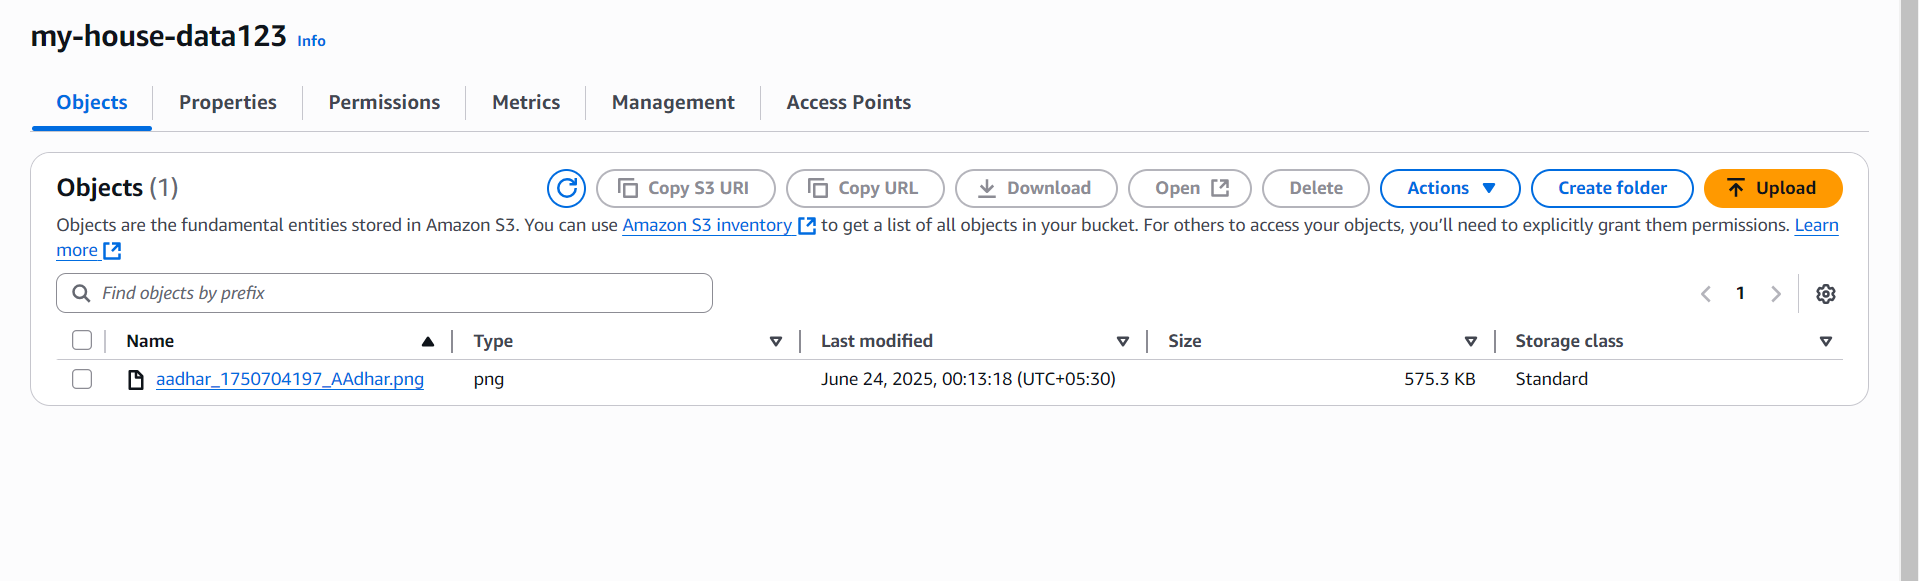 my-house-data123 Info
Objects Properties Permissions Metrics Management Access Points
Objects (1) Copy S3 URI Copy URL Download Open Delete Actions Create folder Upload
Objects are the fundamental entities stored in Amazon S3. You can use Amazon S3 inventory to get a list of all objects in your bucket. For others to access your objects, you’ll need to explicitly grant them permissions. Learn
more
Find objects by prefix 1
Name Type Last modified Size Storage class
aadhar_1750704197_AAdhar.png png June 24, 2025, 00:13:18 (UTC+05:30) 575.3 KB Standard